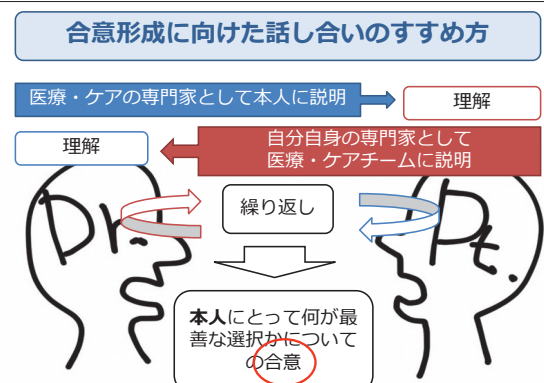 合意形成に向けた話し合いのすすめ方
医療・ケアの専門家として本人に説明
理解
理解
自分自身の専門家として
医療・ケアチームに説明
Dr.
繰り返し
Pt.
本人にとって何が最
善な選択かについて
の合意